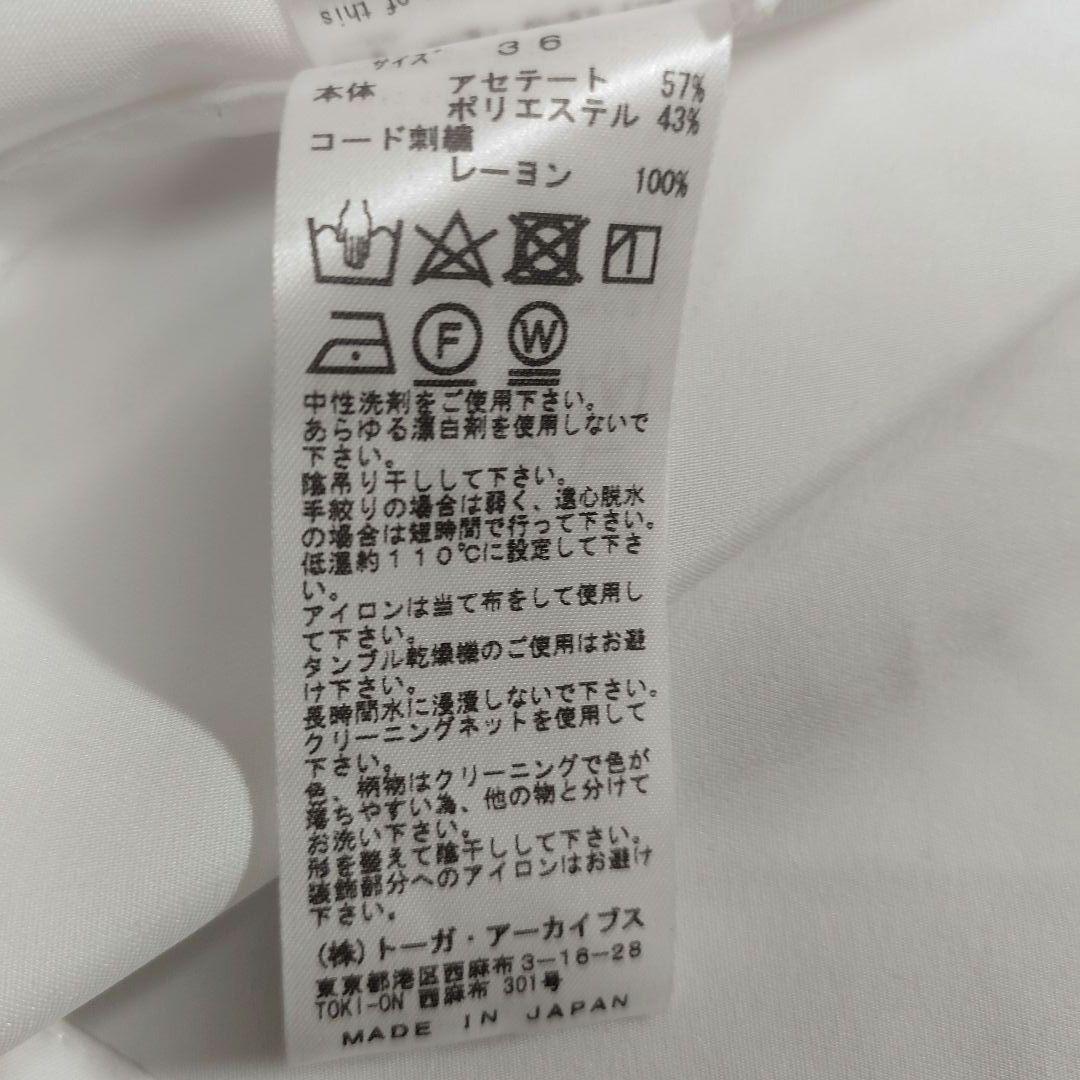 of this
サイズ 36
本体 アセテート 57%
ポリエステル 43%
コード刺繍
レーヨン 100%
F W
中性洗剤をご使用下さい。
あらゆる漂白剤を使用しないで
下さい。
陰吊り干しして下さい。
手絞りの場合は弱く、遠心脱水
の場合は短時間で行って下さい。
低温約110℃に設定して下さ
い。
アイロンは当て布をして使用し
て下さい。
タンブル乾燥機のご使用はお避
け下さい。
長時間水に浸漬しないで下さい。
クリーニングネットを使用して
下さい。
色、柄物はクリーニングで色が
落ちやすい為、他の物と分けて
お洗い下さい。
形を整えて陰干しして下さい。
装飾部分へのアイロンはお避け
下さい。
(株)トーガ・アーカイブス
東京都港区西麻布3-16-28
TOKI-ON 西麻布 301号
MADE IN JAPAN